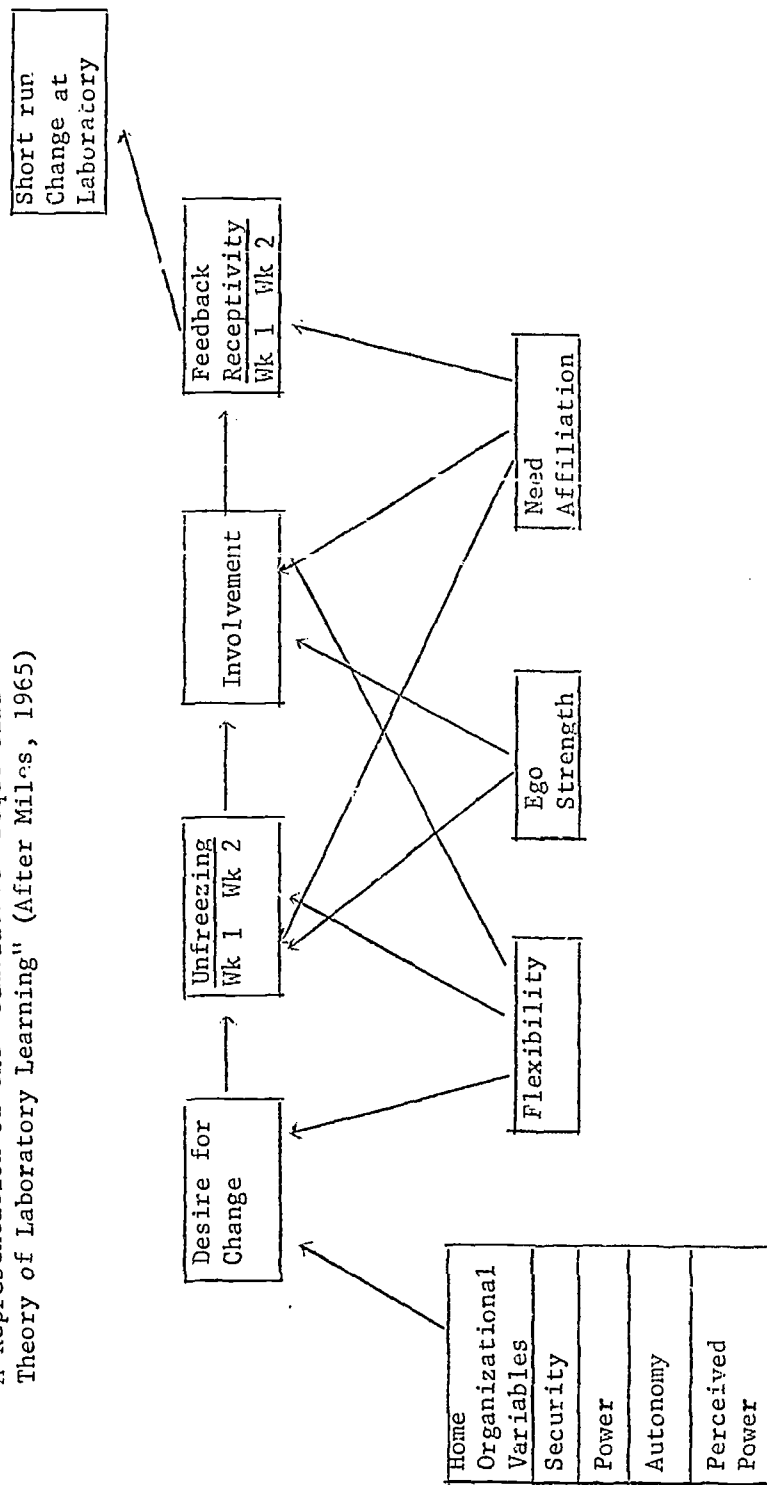 Theory of Laboratory Learning" (After Miles, 1965)
Short run
Change at
Laboratory
Desire for
Change
Unfreezing
Wk 1 Wk 2
Involvement
Feedback
Receptivity
Wk 1 Wk 2
Home
Organizational
Variables
Security
Power
Autonomy
Perceived
Power
Flexibility
Ego
Strength
Need
Affiliation